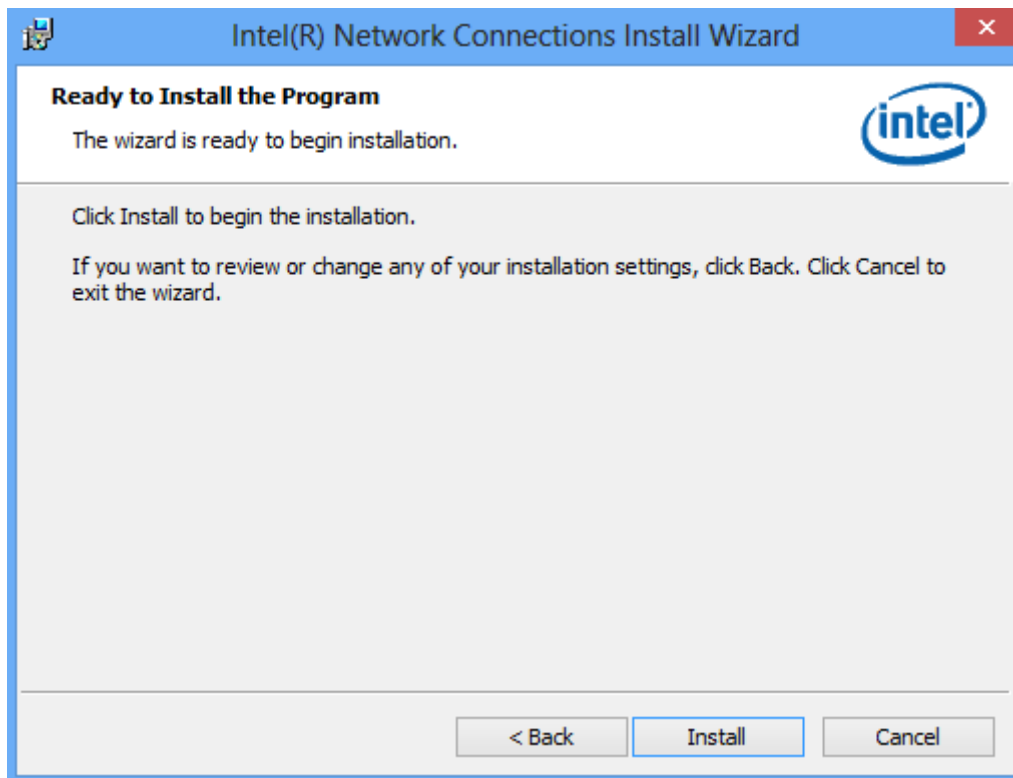 Intel(R) Network Connections Install Wizard
Ready to Install the Program
The wizard is ready to begin installation.
intel
Click Install to begin the installation.
If you want to review or change any of your installation settings, click Back. Click Cancel to
exit the wizard.
< Back
Install
Cancel